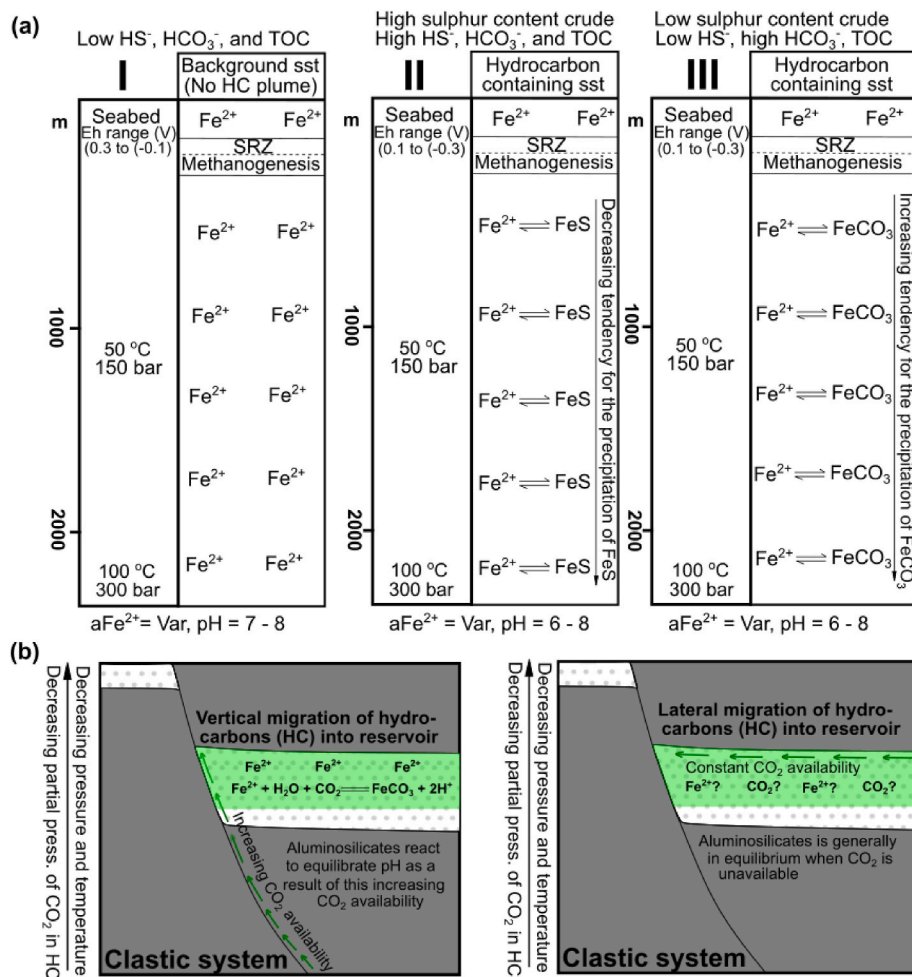 (a)
Low HS⁻, HCO₃⁻, and TOC
I
Background sst
(No HC plume)
m
Seabed
Eh range (V)
(0.3 to (-0.1)
Fe²⁺ Fe²⁺
SRZ
Methanogenesis
Fe²⁺ Fe²⁺
1000
Fe²⁺ Fe²⁺
50 ºC
150 bar
Fe²⁺ Fe²⁺
Fe²⁺ Fe²⁺
2000
100 ºC
300 bar
Fe²⁺ Fe²⁺
aFe²⁺= Var, pH = 7 - 8
High sulphur content crude
High HS⁻, HCO₃⁻, and TOC
II
Hydrocarbon
containing sst
m
Seabed
Eh range (V)
(0.1 to (-0.3)
Fe²⁺ Fe²⁺
SRZ
Methanogenesis
Fe²⁺ ⇌ FeS
1000
Fe²⁺ ⇌ FeS
50 ºC
150 bar
Fe²⁺ ⇌ FeS
Fe²⁺ ⇌ FeS
2000
100 ºC
300 bar
Fe²⁺ ⇌ FeS
Decreasing tendency for the precipitation of FeS
aFe²⁺= Var, pH = 6 - 8
Low sulphur content crude
Low HS⁻, high HCO₃⁻, TOC
III
Hydrocarbon
containing sst
m
Seabed
Eh range (V)
(0.1 to (-0.3)
Fe²⁺ Fe²⁺
SRZ
Methanogenesis
Fe²⁺ ⇌ FeCO₃
1000
Fe²⁺ ⇌ FeCO₃
50 ºC
150 bar
Fe²⁺ ⇌ FeCO₃
Fe²⁺ ⇌ FeCO₃
2000
100 ºC
300 bar
Fe²⁺ ⇌ FeCO₃
Increasing tendency for the precipitation of FeCO₃
aFe²⁺= Var, pH = 6 - 8
(b)
Decreasing partial press. of CO₂ in HC
Decreasing pressure and temperature
Vertical migration of hydro-
carbons (HC) into reservoir
Fe²⁺ Fe²⁺ Fe²⁺
Fe²⁺ + H₂O + CO₂ ══ FeCO₃ + 2H⁺
Increasing CO₂ availability
Aluminosilicates react
to equilibrate pH as a
result of this increasing
CO₂ availability
Clastic system
Decreasing partial press. of CO₂ in HC
Decreasing pressure and temperature
Lateral migration of hydro-
carbons (HC) into reservoir
Constant CO₂ availability
Fe²⁺? CO₂? Fe²⁺? CO₂?
Aluminosilicates is generally
in equilibrium when CO₂ is
unavailable
Clastic system